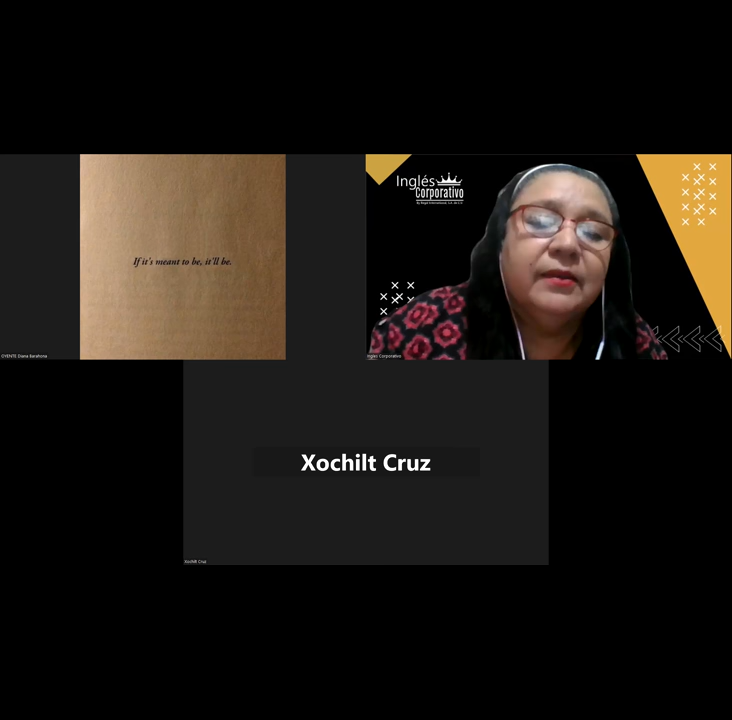 If it's meant to be, it'll be.
OYENTE Diana Barahona
Inglés
Corporativo
Inglés Corporativo
Xochilt Cruz
Xochilt Cruz